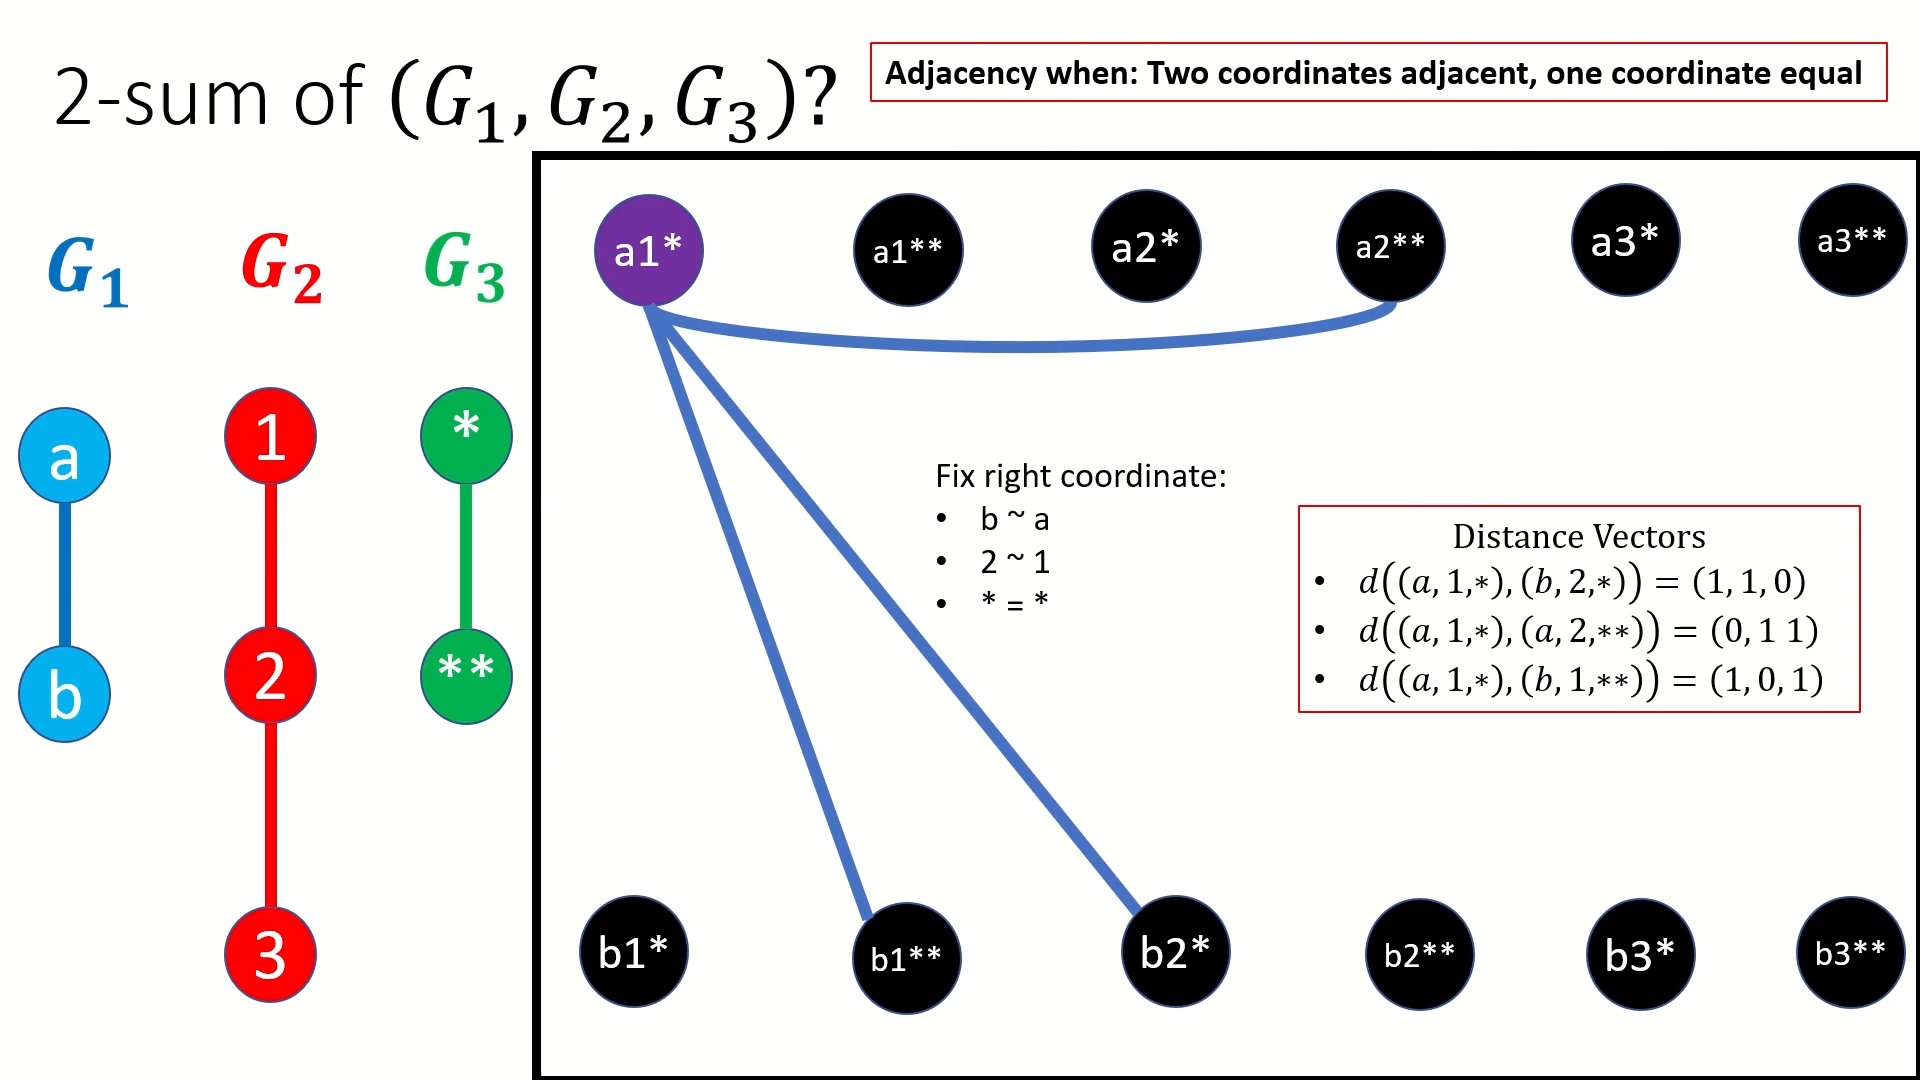 2-sum of (G₁, G₂, G₃)?
Adjacency when: Two coordinates adjacent, one coordinate equal
G₁ G₂ G₃
a1* a1** a2* a2** a3* a3**
a 1 *
b 2 **
3
Fix right coordinate:
• b ~ a
• 2 ~ 1
• * = *
Distance Vectors
• d((a, 1,∗), (b, 2,∗)) = (1, 1, 0)
• d((a, 1,∗), (a, 2,∗∗)) = (0, 1 1)
• d((a, 1,∗), (b, 1,∗∗)) = (1, 0, 1)
b1* b1** b2* b2** b3* b3**